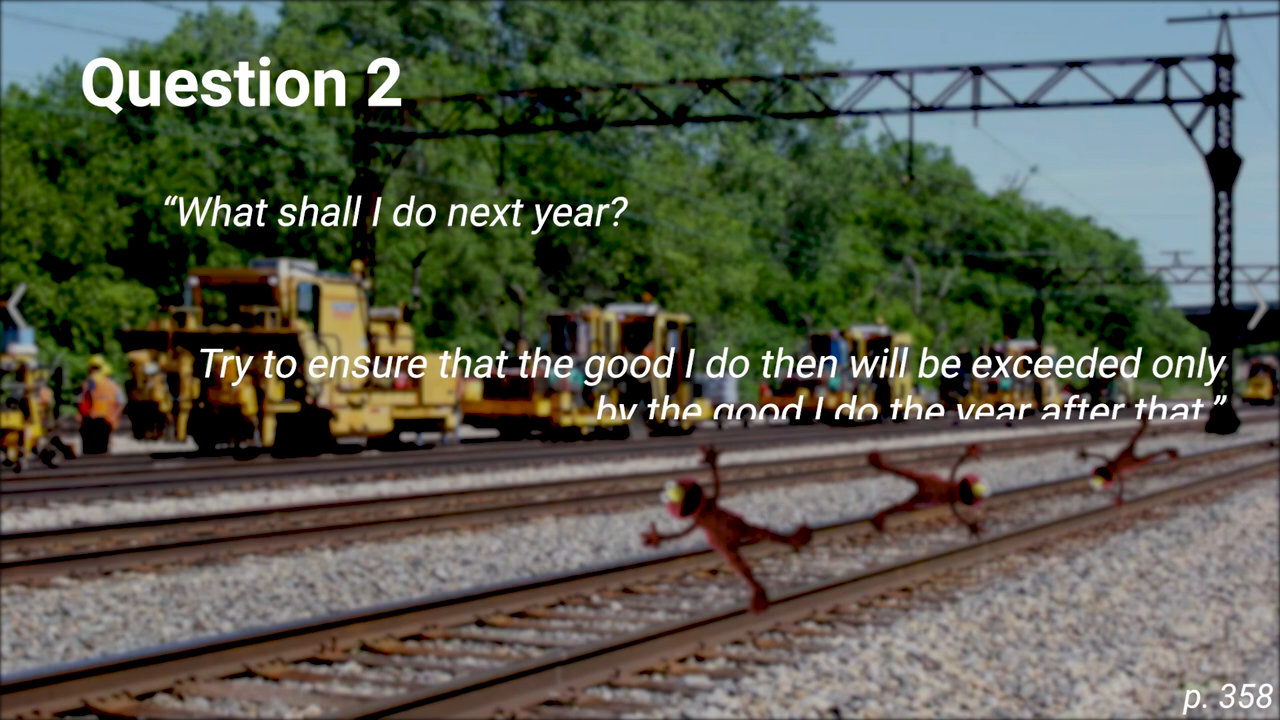 Question 2
“What shall I do next year?
Try to ensure that the good I do then will be exceeded only
by the good I do the year after that.”
p. 358